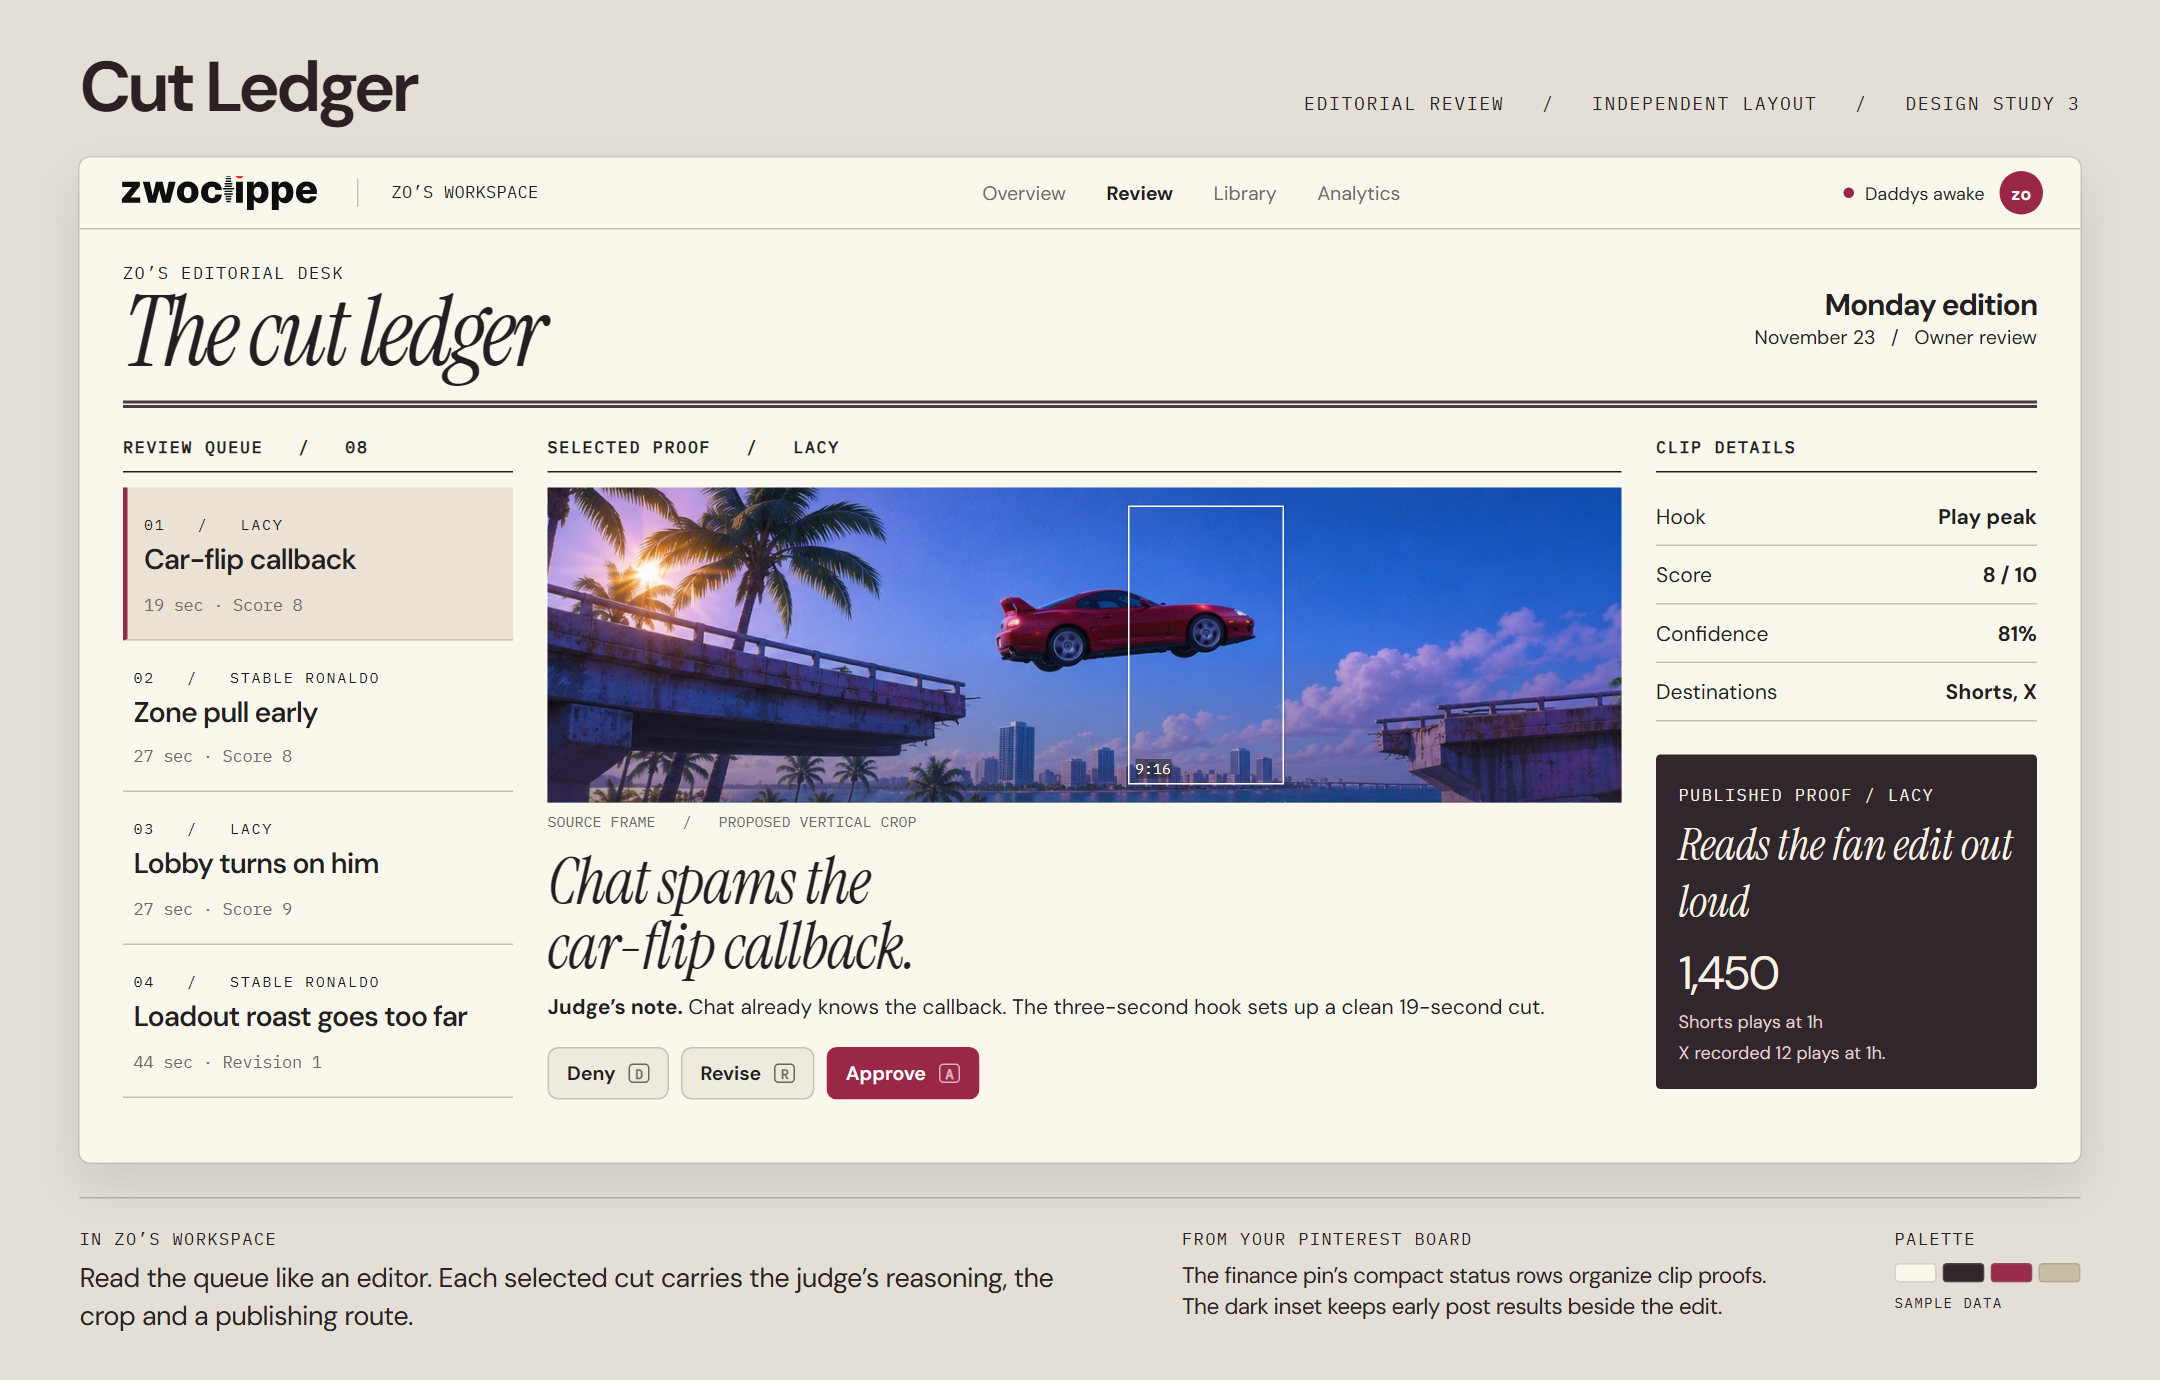 Cut Ledger
EDITORIAL REVIEW / INDEPENDENT LAYOUT / DESIGN STUDY 3
zwoclippe
ZO’S WORKSPACE
Overview Review Library Analytics
Daddys awake
zo
ZO’S EDITORIAL DESK
The cut ledger
Monday edition
November 23 / Owner review
REVIEW QUEUE / 08
01 / LACY
Car-flip callback
19 sec · Score 8
02 / STABLE RONALDO
Zone pull early
27 sec · Score 8
03 / LACY
Lobby turns on him
27 sec · Score 9
04 / STABLE RONALDO
Loadout roast goes too far
44 sec · Revision 1
SELECTED PROOF / LACY
9:16
SOURCE FRAME / PROPOSED VERTICAL CROP
Chat spams the
car-flip callback.
Judge’s note. Chat already knows the callback. The three-second hook sets up a clean 19-second cut.
Deny D
Revise R
Approve A
CLIP DETAILS
Hook Play peak
Score 8 / 10
Confidence 81%
Destinations Shorts, X
PUBLISHED PROOF / LACY
Reads the fan edit out
loud
1,450
Shorts plays at 1h
X recorded 12 plays at 1h.
IN ZO’S WORKSPACE
Read the queue like an editor. Each selected cut carries the judge’s reasoning, the
crop and a publishing route.
FROM YOUR PINTEREST BOARD
The finance pin’s compact status rows organize clip proofs.
The dark inset keeps early post results beside the edit.
PALETTE
SAMPLE DATA